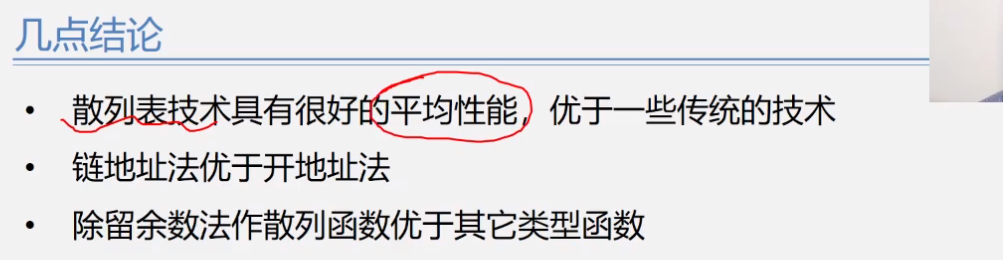 几点结论
• 散列表技术具有很好的平均性能，优于一些传统的技术
• 链地址法优于开地址法
• 除留余数法作散列函数优于其它类型函数